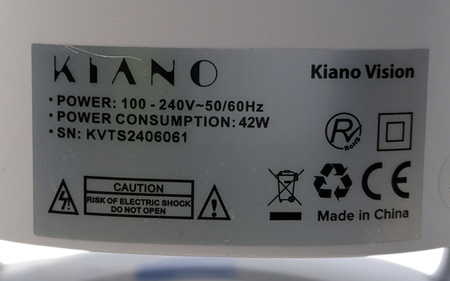 KIANO
Kiano Vision
• POWER: 100 - 240V~50/60Hz
• POWER CONSUMPTION: 42W
• SN: KVTS2406061
R
RoHS
CAUTION
RISK OF ELECTRIC SHOCK
DO NOT OPEN
CE
Made in China